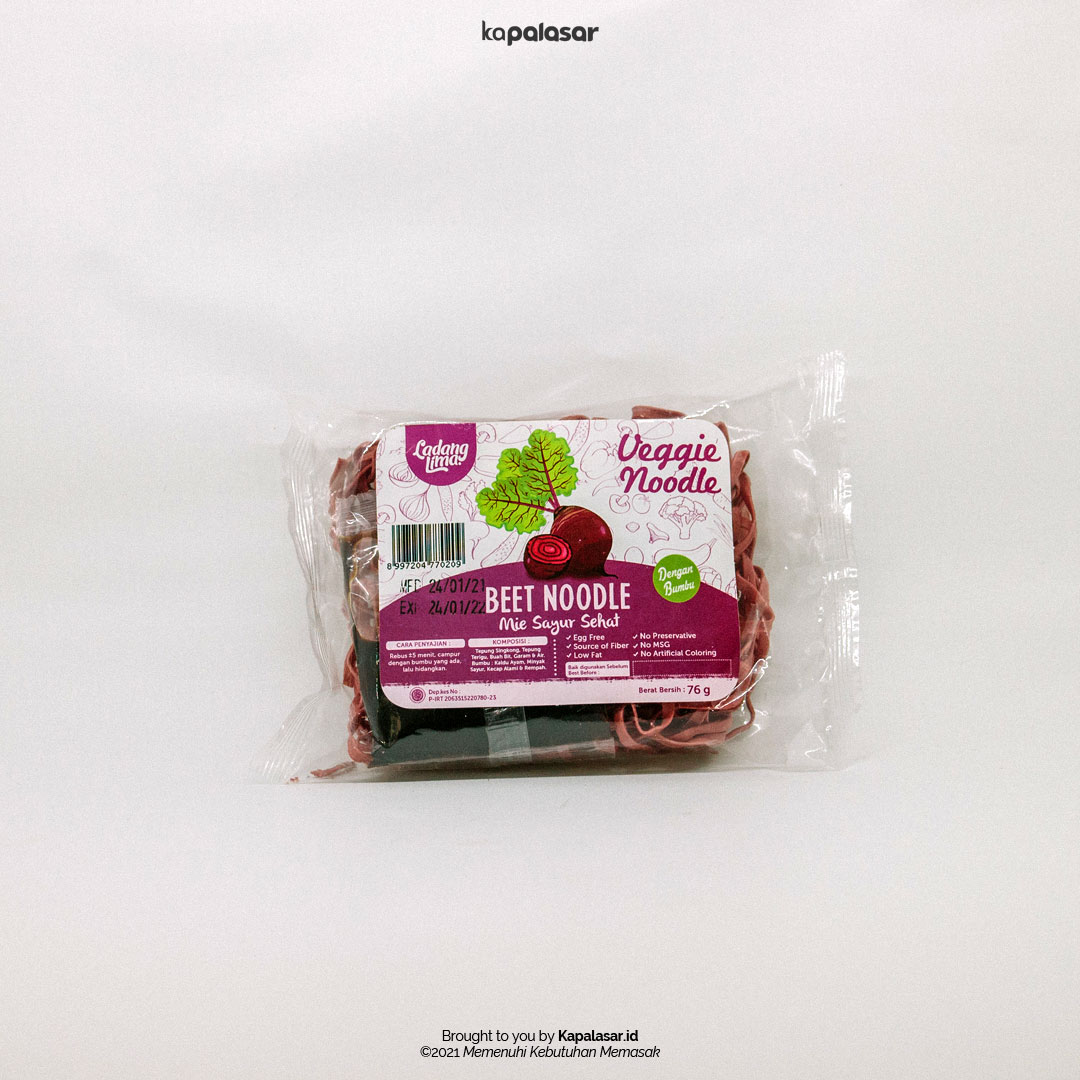 kapalasar
Ladang
Lima
Veggie
Noodle
8 997204 770209
MFD 24/01/21
EXP 24/01/22
Dengan
Bumbu
BEET NOODLE
Mie Sayur Sehat
CARA PENYAJIAN :
Rebus ±5 menit, campur
dengan bumbu yang ada,
lalu hidangkan.
KOMPOSISI :
Tepung Singkong, Tepung
Terigu, Buah Bit, Garam & Air.
Bumbu : Kaldu Ayam, Minyak
Sayur, Kecap Alami & Rempah.
✓ Egg Free
✓ Source of Fiber
✓ Low Fat
✓ No Preservative
✓ No MSG
✓ No Artificial Coloring
Baik digunakan Sebelum
Best Before :
Dep.kes No :
P-IRT 2063515220780-23
Berat Bersih : 76 g
Brought to you by Kapalasar.id
©2021 Memenuhi Kebutuhan Memasak